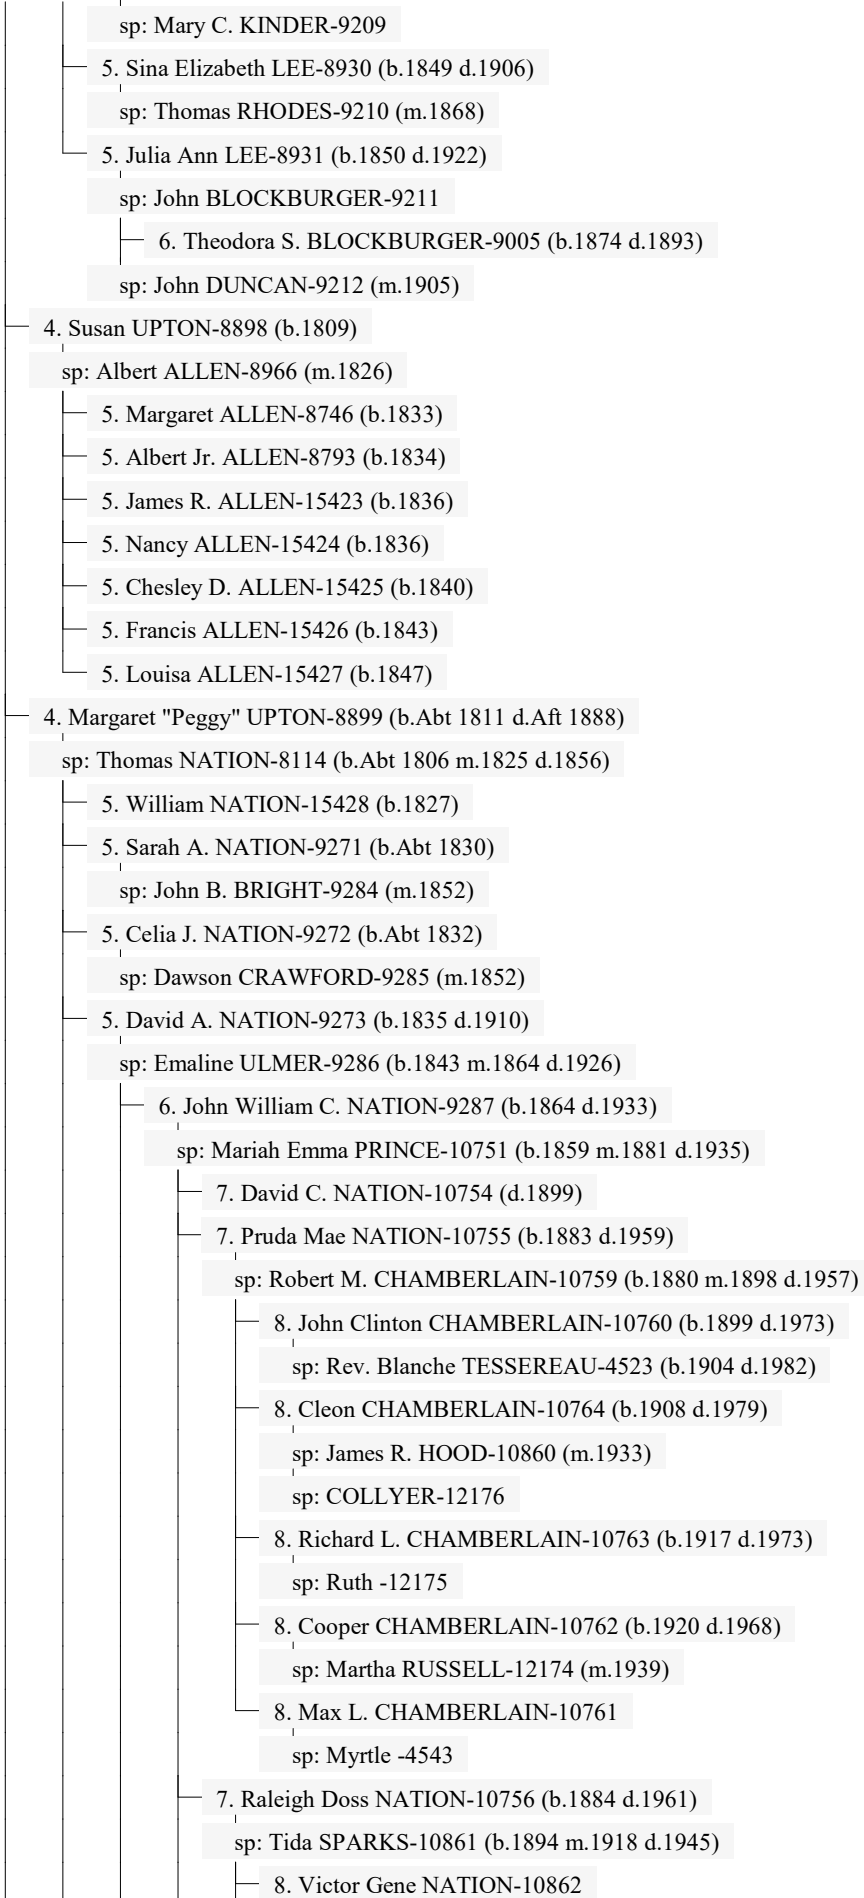 sp: Mary C. KINDER-9209
5. Sina Elizabeth LEE-8930 (b.1849 d.1906)
sp: Thomas RHODES-9210 (m.1868)
5. Julia Ann LEE-8931 (b.1850 d.1922)
sp: John BLOCKBURGER-9211
6. Theodora S. BLOCKBURGER-9005 (b.1874 d.1893)
sp: John DUNCAN-9212 (m.1905)
4. Susan UPTON-8898 (b.1809)
sp: Albert ALLEN-8966 (m.1826)
5. Margaret ALLEN-8746 (b.1833)
5. Albert Jr. ALLEN-8793 (b.1834)
5. James R. ALLEN-15423 (b.1836)
5. Nancy ALLEN-15424 (b.1836)
5. Chesley D. ALLEN-15425 (b.1840)
5. Francis ALLEN-15426 (b.1843)
5. Louisa ALLEN-15427 (b.1847)
4. Margaret "Peggy" UPTON-8899 (b.Abt 1811 d.Aft 1888)
sp: Thomas NATION-8114 (b.Abt 1806 m.1825 d.1856)
5. William NATION-15428 (b.1827)
5. Sarah A. NATION-9271 (b.Abt 1830)
sp: John B. BRIGHT-9284 (m.1852)
5. Celia J. NATION-9272 (b.Abt 1832)
sp: Dawson CRAWFORD-9285 (m.1852)
5. David A. NATION-9273 (b.1835 d.1910)
sp: Emaline ULMER-9286 (b.1843 m.1864 d.1926)
6. John William C. NATION-9287 (b.1864 d.1933)
sp: Mariah Emma PRINCE-10751 (b.1859 m.1881 d.1935)
7. David C. NATION-10754 (d.1899)
7. Pruda Mae NATION-10755 (b.1883 d.1959)
sp: Robert M. CHAMBERLAIN-10759 (b.1880 m.1898 d.1957)
8. John Clinton CHAMBERLAIN-10760 (b.1899 d.1973)
sp: Rev. Blanche TESSEREAU-4523 (b.1904 d.1982)
8. Cleon CHAMBERLAIN-10764 (b.1908 d.1979)
sp: James R. HOOD-10860 (m.1933)
sp: COLLYER-12176
8. Richard L. CHAMBERLAIN-10763 (b.1917 d.1973)
sp: Ruth -12175
8. Cooper CHAMBERLAIN-10762 (b.1920 d.1968)
sp: Martha RUSSELL-12174 (m.1939)
8. Max L. CHAMBERLAIN-10761
sp: Myrtle -4543
7. Raleigh Doss NATION-10756 (b.1884 d.1961)
sp: Tida SPARKS-10861 (b.1894 m.1918 d.1945)
8. Victor Gene NATION-10862